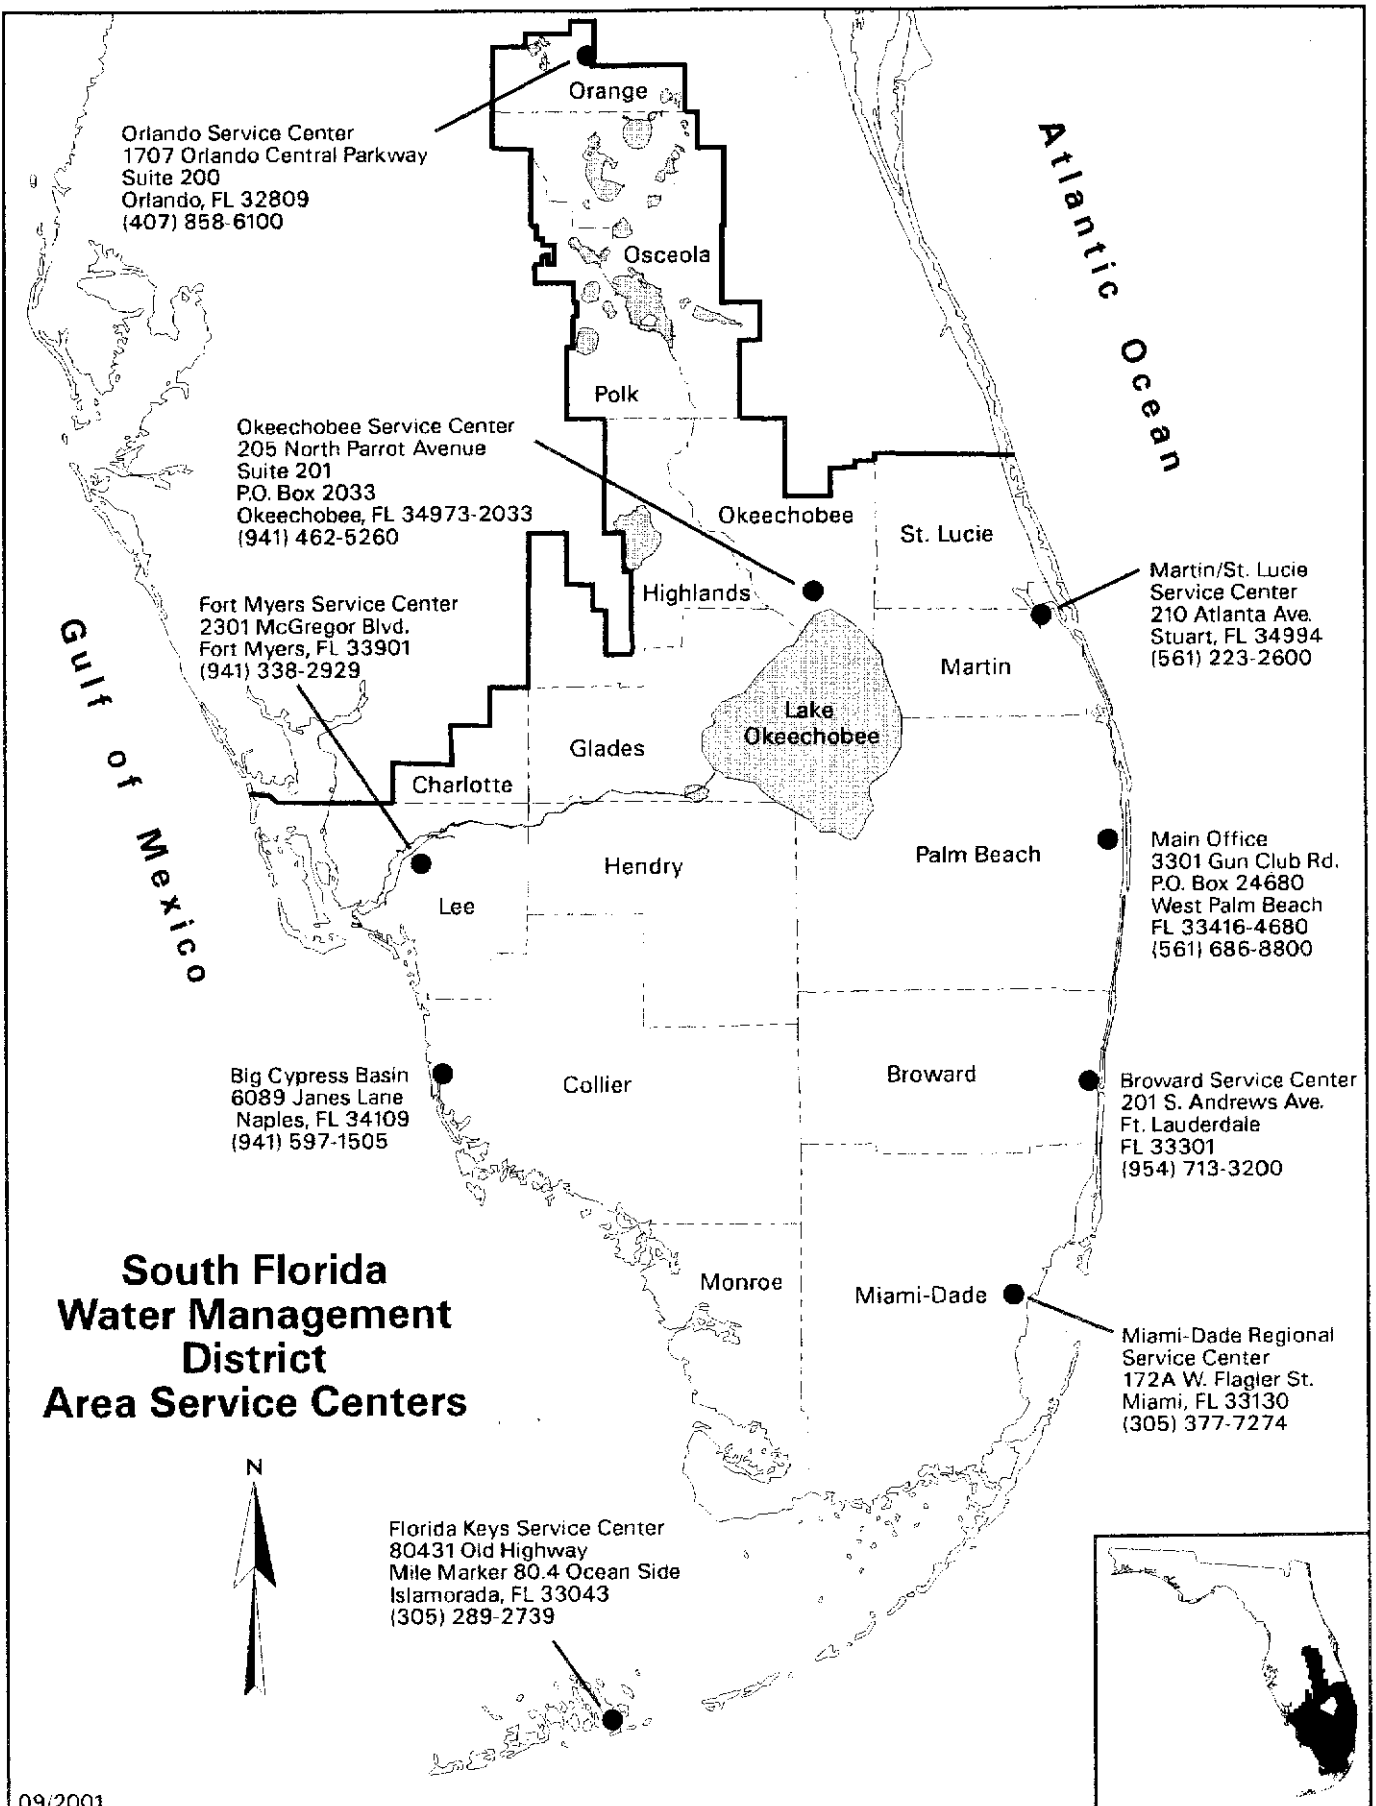 Orange
Orlando Service Center
1707 Orlando Central Parkway
Suite 200
Orlando, FL 32809
(407) 858-6100
Atlantic Ocean
Osceola
Polk
Okeechobee Service Center
205 North Parrot Avenue
Suite 201
P.O. Box 2033
Okeechobee, FL 34973-2033
(941) 462-5260
Okeechobee
St. Lucie
Highlands
Martin/St. Lucie
Service Center
210 Atlanta Ave.
Stuart, FL 34994
(561) 223-2600
Fort Myers Service Center
2301 McGregor Blvd.
Fort Myers, FL 33901
(941) 338-2929
Gulf of Mexico
Martin
Lake
Okeechobee
Glades
Charlotte
Hendry
Palm Beach
Main Office
3301 Gun Club Rd.
P.O. Box 24680
West Palm Beach
FL 33416-4680
(561) 686-8800
Lee
Big Cypress Basin
6089 Janes Lane
Naples, FL 34109
(941) 597-1505
Collier
Broward
Broward Service Center
201 S. Andrews Ave.
Ft. Lauderdale
FL 33301
(954) 713-3200
South Florida
Water Management
District
Area Service Centers
Monroe
Miami-Dade
Miami-Dade Regional
Service Center
172A W. Flagler St.
Miami, FL 33130
(305) 377-7274
N
Florida Keys Service Center
80431 Old Highway
Mile Marker 80.4 Ocean Side
Islamorada, FL 33043
(305) 289-2739
09/2001